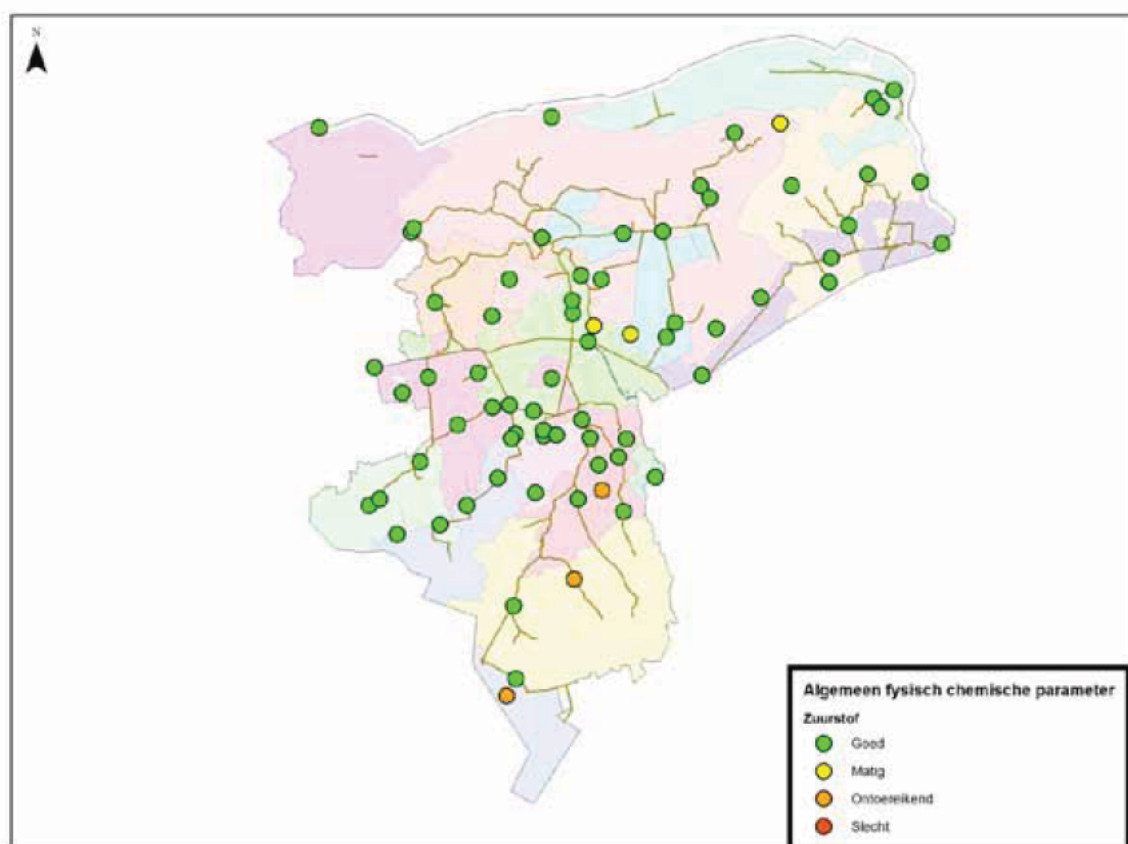 N
Algemeen fysisch chemische parameter
Zuurstof
Goed
Matig
Ontoereikend
Slecht